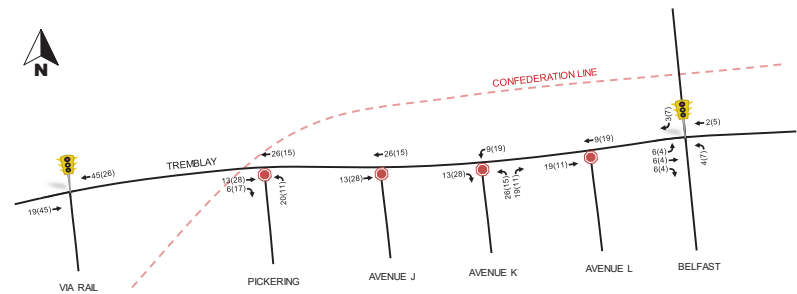 N
CONFEDERATION LINE
3(7)
2(5)
TREMBLAY
26(15)
26(15)
9(19)
9(19)
45(26)
13(28)
6(17)
20(11)
13(28)
13(28)
26(15)
19(11)
19(11)
6(4)
6(4)
6(4)
4(7)
19(45)
VIA RAIL
PICKERING
AVENUE J
AVENUE K
AVENUE L
BELFAST